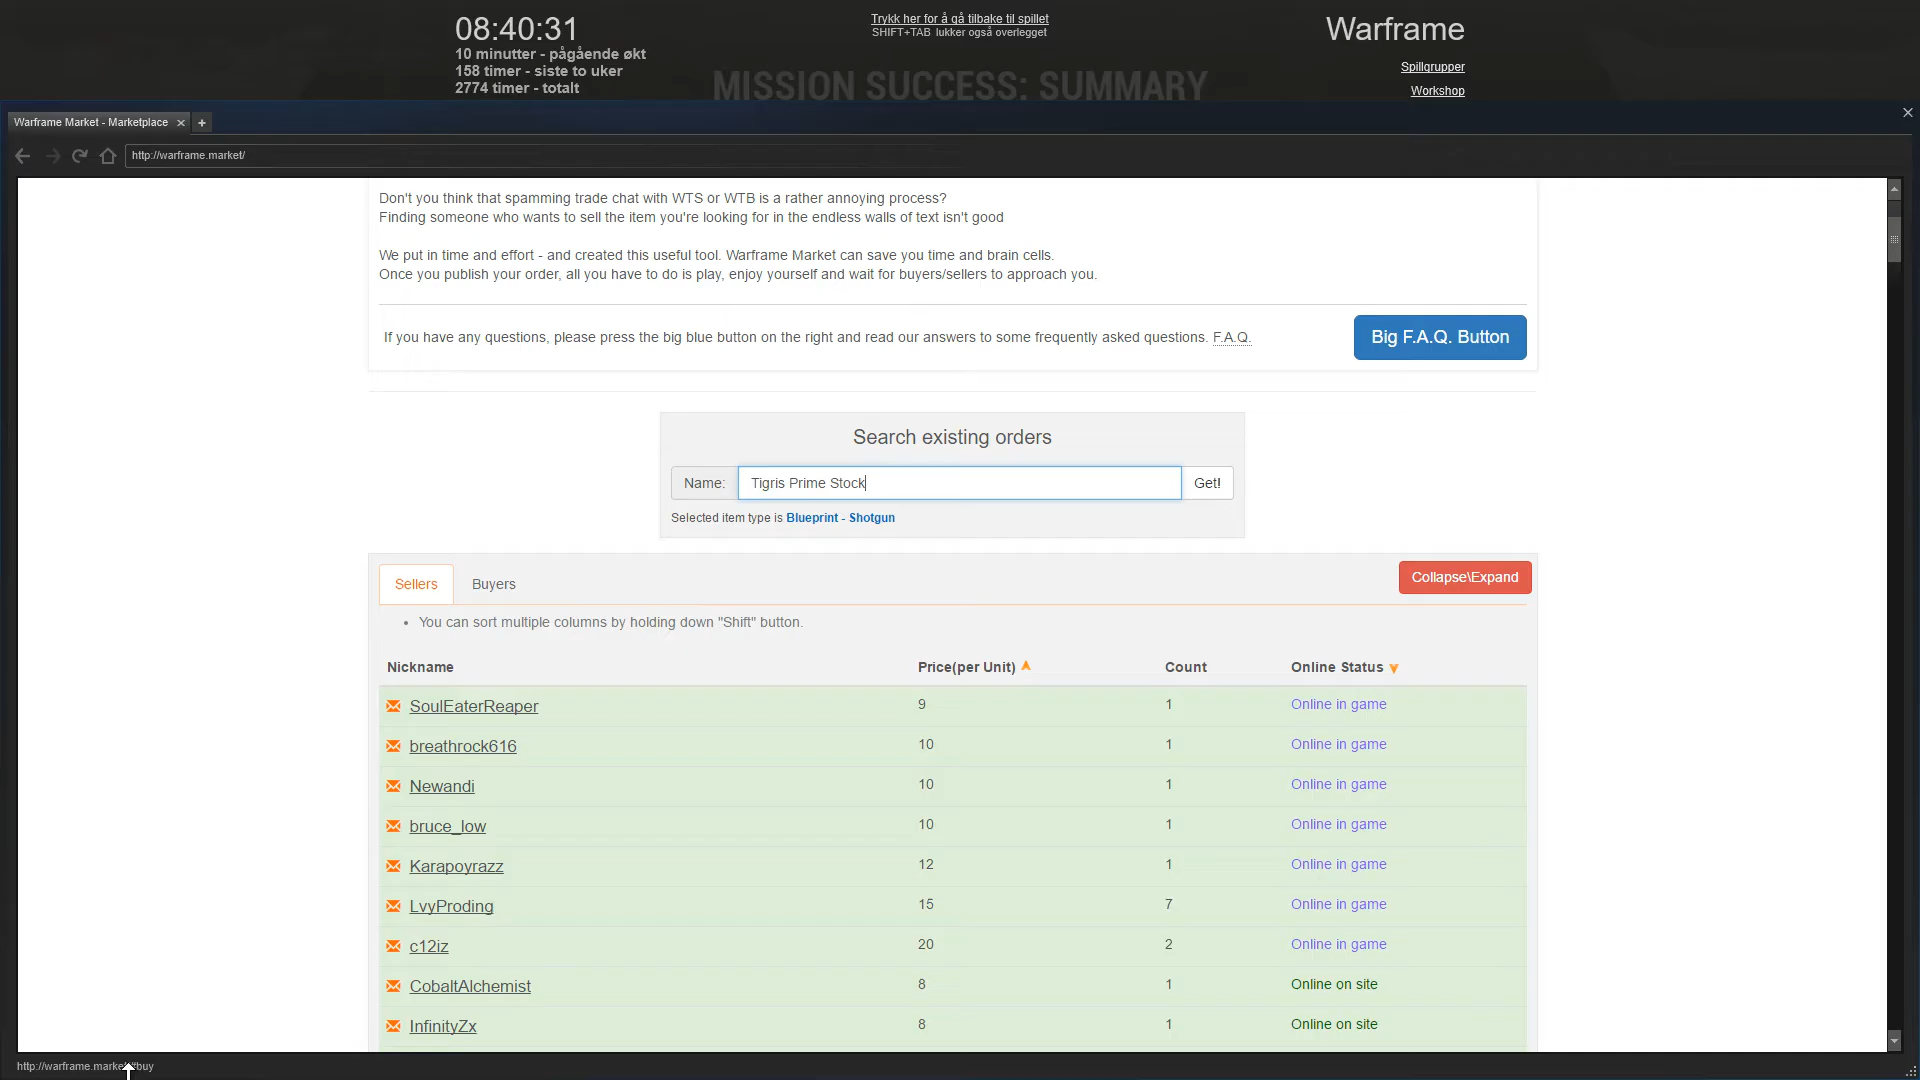 08:40:31
10 minutter - pågående økt
158 timer - siste to uker
2774 timer - totalt
Trykk her for å gå tilbake til spillet
SHIFT+TAB lukker også overlegget
Warframe
Spillgrupper
Workshop
MISSION SUCCESS: SUMMARY
Warframe Market - Marketplace
http://warframe.market/
Don't you think that spamming trade chat with WTS or WTB is a rather annoying process?
Finding someone who wants to sell the item you're looking for in the endless walls of text isn't good
We put in time and effort - and created this useful tool. Warframe Market can save you time and brain cells.
Once you publish your order, all you have to do is play, enjoy yourself and wait for buyers/sellers to approach you.
If you have any questions, please press the big blue button on the right and read our answers to some frequently asked questions. F.A.Q.
Big F.A.Q. Button
Search existing orders
Name: Tigris Prime Stock Get!
Selected item type is Blueprint - Shotgun
Sellers Buyers Collapse\Expand
• You can sort multiple columns by holding down "Shift" button.
Nickname Price(per Unit) Count Online Status
SoulEaterReaper 9 1 Online in game
breathrock616 10 1 Online in game
Newandi 10 1 Online in game
bruce_low 10 1 Online in game
Karapoyrazz 12 1 Online in game
LvyProding 15 7 Online in game
c12iz 20 2 Online in game
CobaltAlchemist 8 1 Online on site
InfinityZx 8 1 Online on site